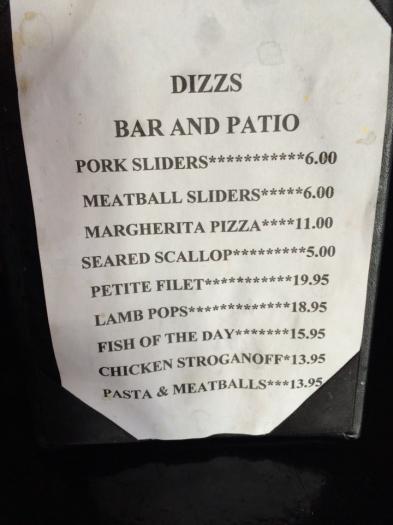 DIZZS
BAR AND PATIO
PORK SLIDERS***********6.00
MEATBALL SLIDERS*****6.00
MARGHERITA PIZZA****11.00
SEARED SCALLOP*********5.00
PETITE FILET***********19.95
LAMB POPS*************18.95
FISH OF THE DAY*******15.95
CHICKEN STROGANOFF*13.95
PASTA & MEATBALLS***13.95